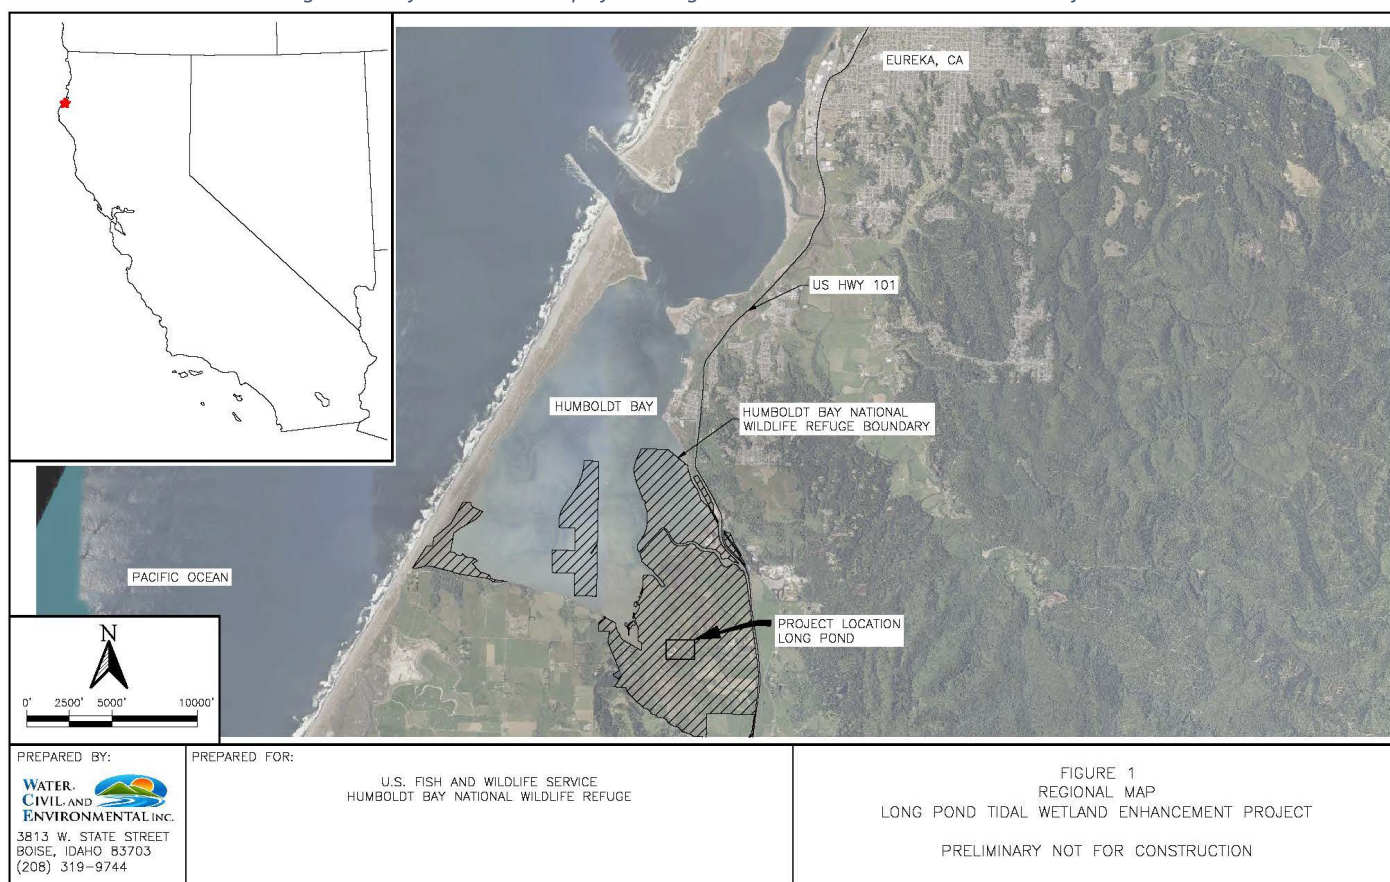 EUREKA, CA
US HWY 101
HUMBOLDT BAY
HUMBOLDT BAY NATIONAL
WILDLIFE REFUGE BOUNDARY
PACIFIC OCEAN
PROJECT LOCATION
LONG POND
N
0' 2500' 5000' 10000'
PREPARED BY:
WATER,
CIVIL, AND
ENVIRONMENTAL INC.
3813 W. STATE STREET
BOISE, IDAHO 83703
(208) 319-9744
PREPARED FOR:
U.S. FISH AND WILDLIFE SERVICE
HUMBOLDT BAY NATIONAL WILDLIFE REFUGE
FIGURE 1
REGIONAL MAP
LONG POND TIDAL WETLAND ENHANCEMENT PROJECT
PRELIMINARY NOT FOR CONSTRUCTION